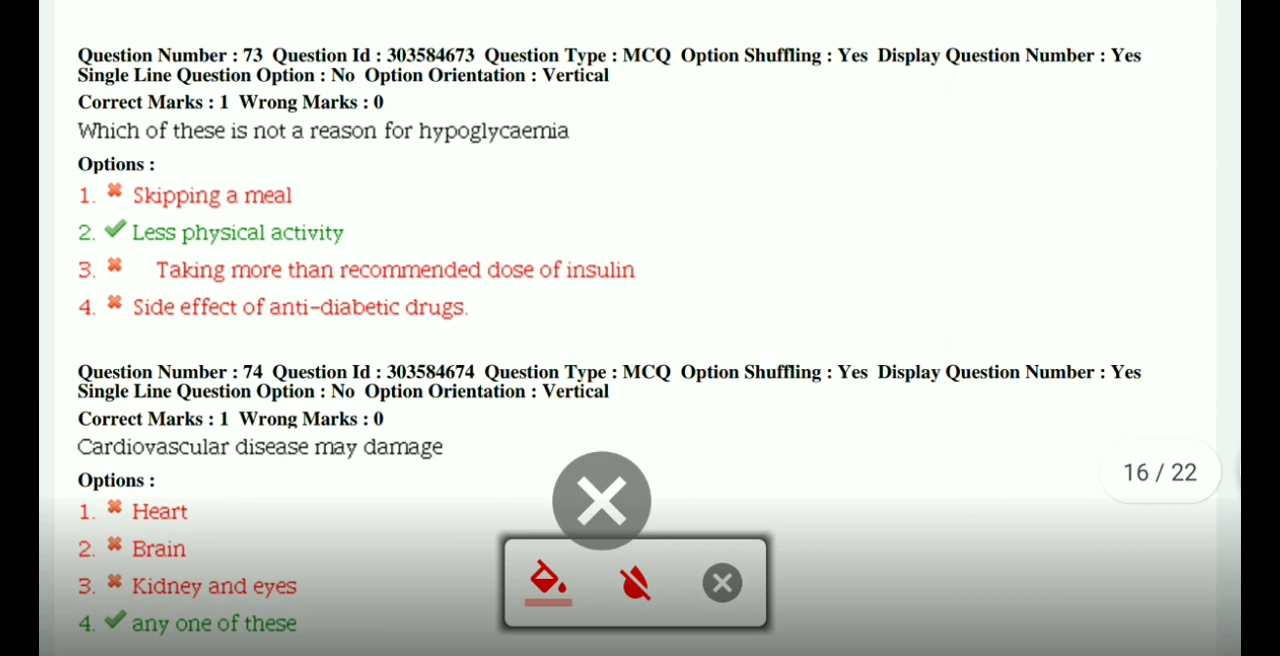 Question Number : 73 Question Id : 303584673 Question Type : MCQ Option Shuffling : Yes Display Question Number : Yes
Single Line Question Option : No Option Orientation : Vertical
Correct Marks : 1 Wrong Marks : 0
Which of these is not a reason for hypoglycaemia
Options :
1. Skipping a meal
2. Less physical activity
3. Taking more than recommended dose of insulin
4. Side effect of anti-diabetic drugs.
Question Number : 74 Question Id : 303584674 Question Type : MCQ Option Shuffling : Yes Display Question Number : Yes
Single Line Question Option : No Option Orientation : Vertical
Correct Marks : 1 Wrong Marks : 0
Cardiovascular disease may damage
16 / 22
Options :
1. Heart
2. Brain
3. Kidney and eyes
4. any one of these